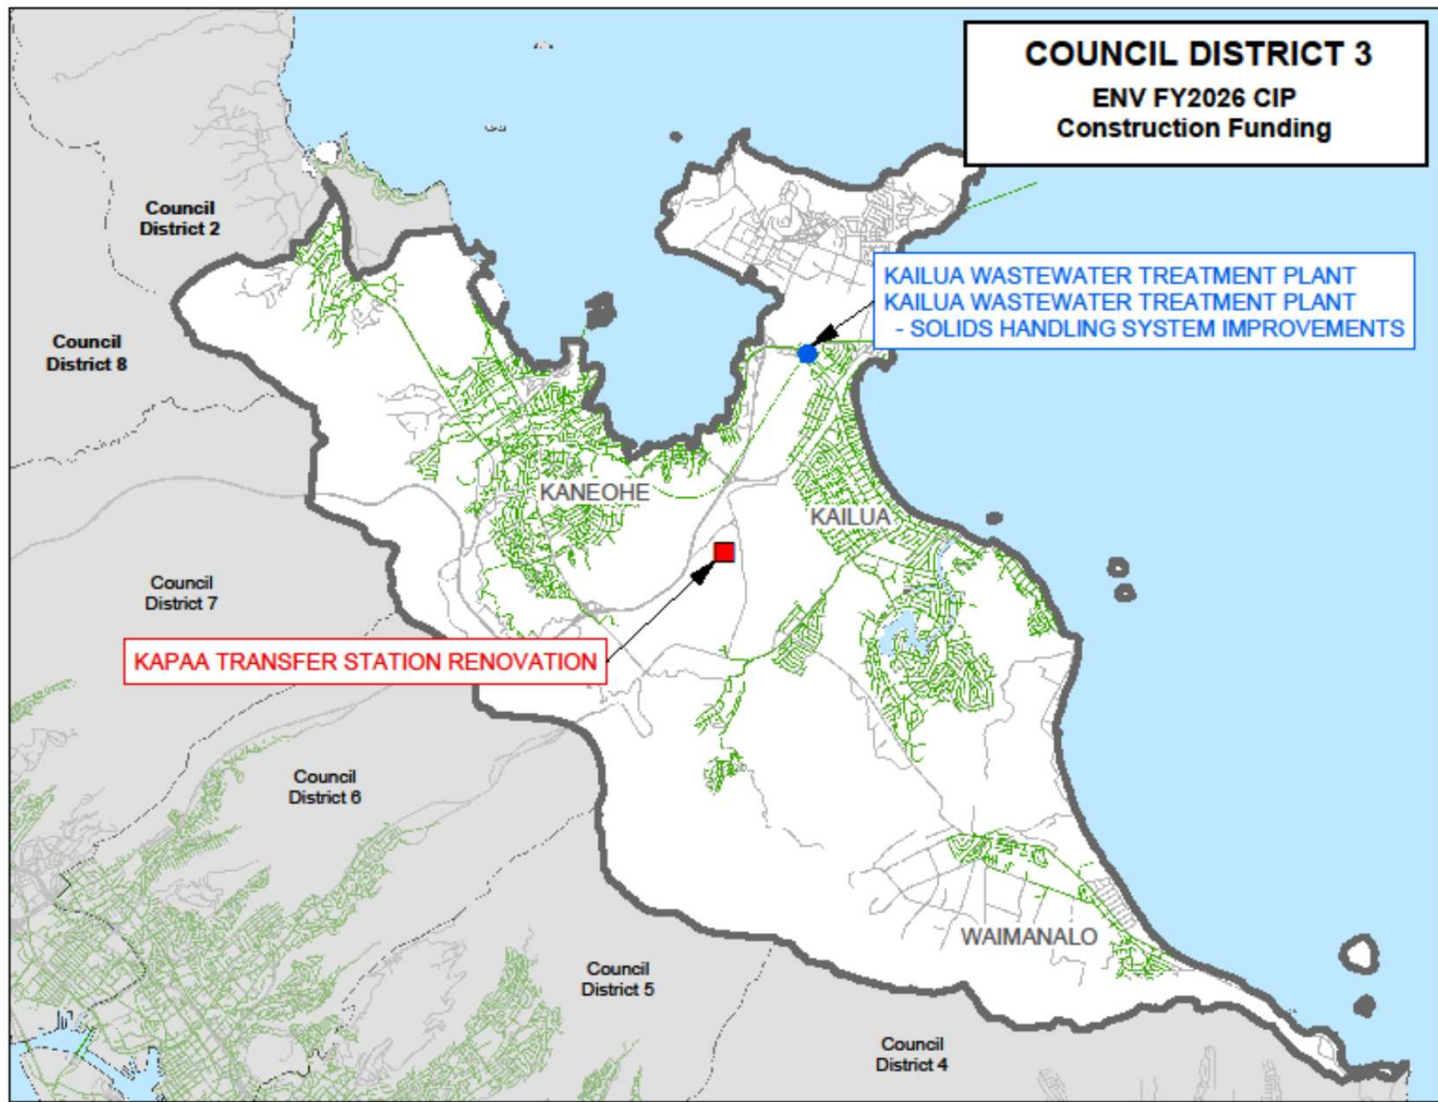 COUNCIL DISTRICT 3
ENV FY2026 CIP
Construction Funding
Council
District 2
KAILUA WASTEWATER TREATMENT PLANT
KAILUA WASTEWATER TREATMENT PLANT
- SOLIDS HANDLING SYSTEM IMPROVEMENTS
Council
District 8
KANEOHE
KAILUA
Council
District 7
KAPAA TRANSFER STATION RENOVATION
Council
District 6
WAIMANALO
Council
District 5
Council
District 4